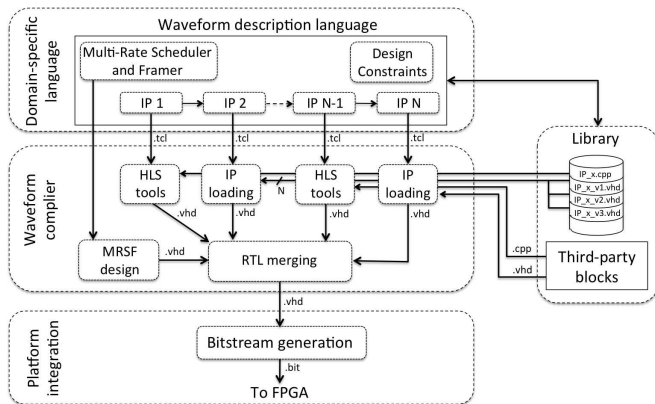 Waveform description language
Domain-specific
language
Multi-Rate Scheduler
and Framer
Design
Constraints
IP 1
IP 2
IP N-1
IP N
.tcl
.tcl
.tcl
.tcl
Library
IP_x.cpp
IP_x_v1.vhd
IP_x_v2.vhd
IP_x_v3.vhd
Waveform
complier
HLS
tools
IP
loading
N
HLS
tools
IP
loading
.vhd
.vhd
.vhd
.vhd
MRSF
design
.vhd
RTL merging
.cpp
.vhd
Third-party
blocks
.vhd
Platform
integration
Bitstream generation
.bit
To FPGA